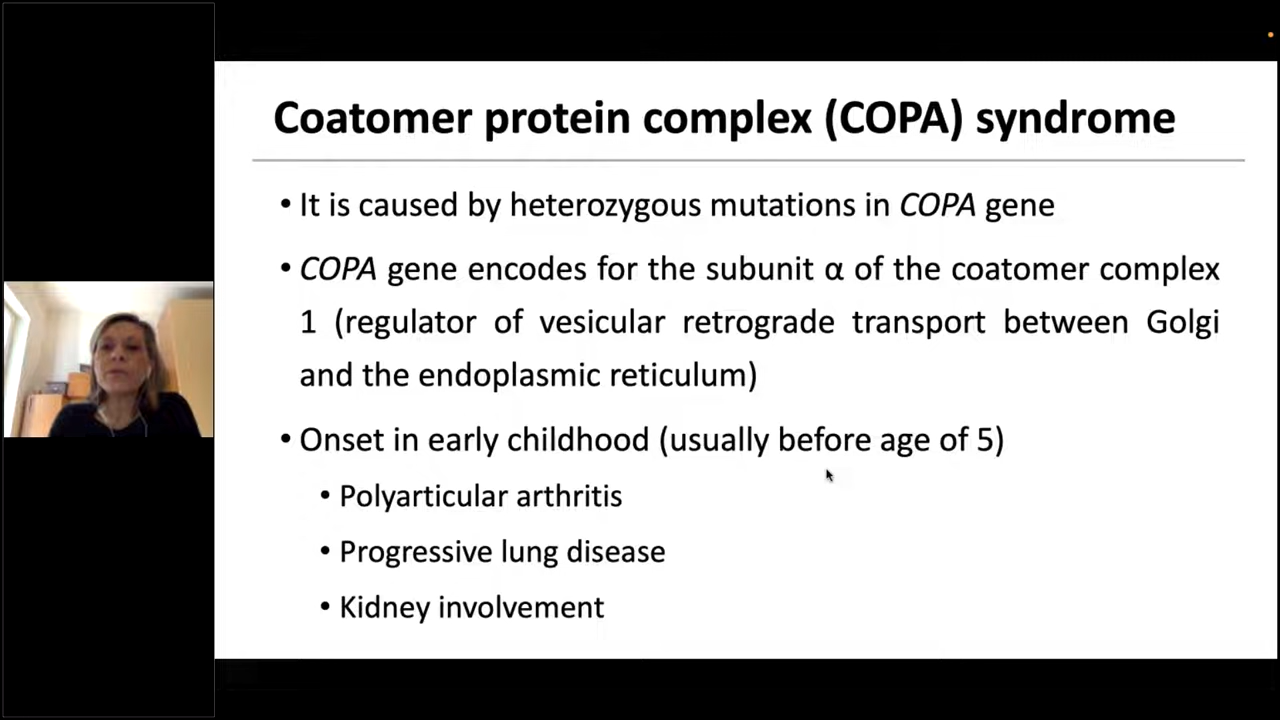 Coatomer protein complex (COPA) syndrome
• It is caused by heterozygous mutations in COPA gene
• COPA gene encodes for the subunit α of the coatomer complex
1 (regulator of vesicular retrograde transport between Golgi
and the endoplasmic reticulum)
• Onset in early childhood (usually before age of 5)
• Polyarticular arthritis
• Progressive lung disease
• Kidney involvement